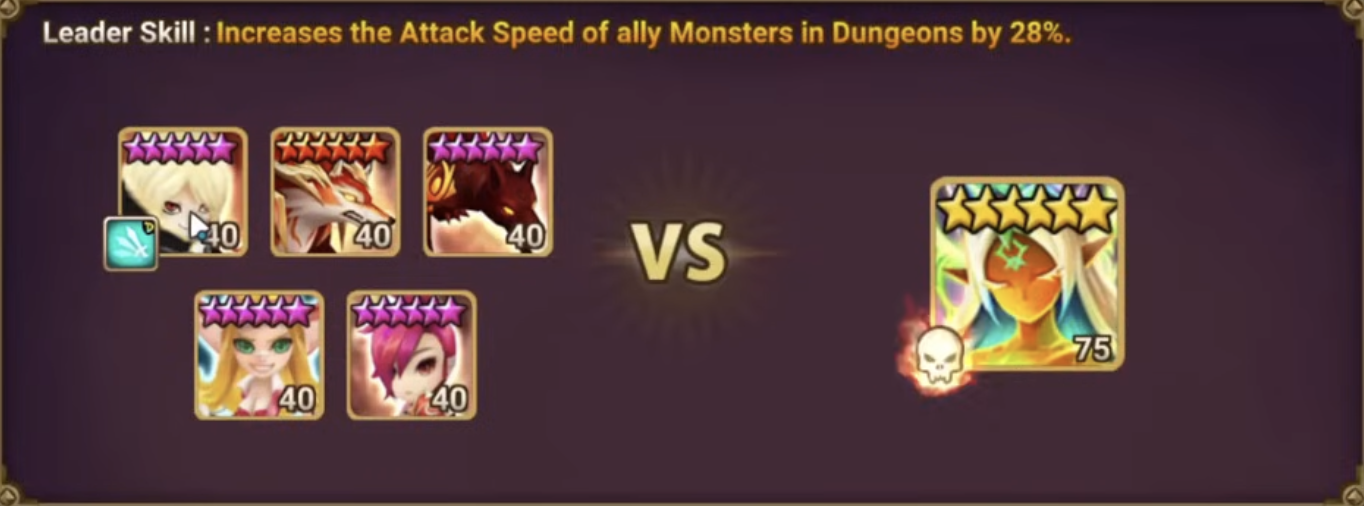 Leader Skill : Increases the Attack Speed of ally Monsters in Dungeons by 28%.
40 40 40
D
VS
75
40 40